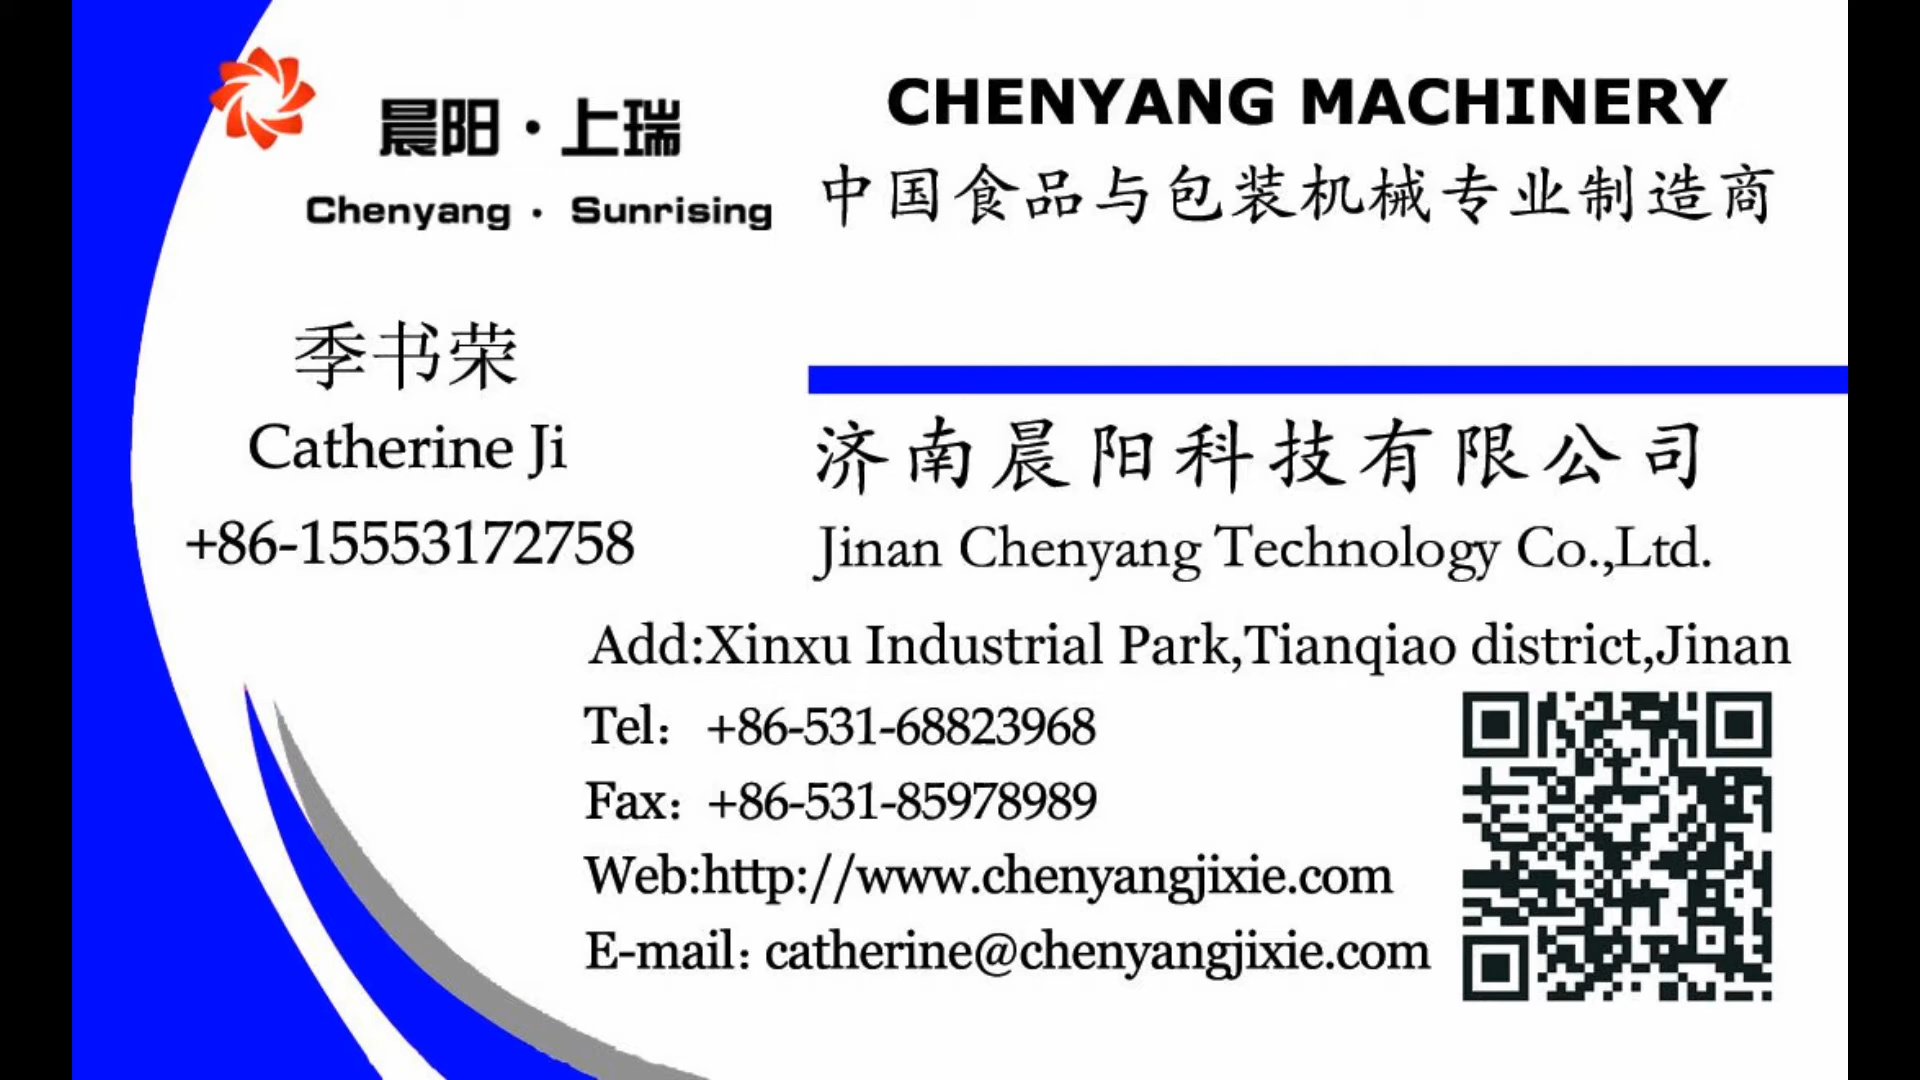 晨阳·上瑞
Chenyang · Sunrising
CHENYANG MACHINERY
中国食品与包装机械专业制造商
季书荣
Catherine Ji
+86-15553172758
济南晨阳科技有限公司
Jinan Chenyang Technology Co.,Ltd.
Add:Xinxu Industrial Park,Tianqiao district,Jinan
Tel：+86-531-68823968
Fax：+86-531-85978989
Web:http://www.chenyangjixie.com
E-mail：catherine@chenyangjixie.com